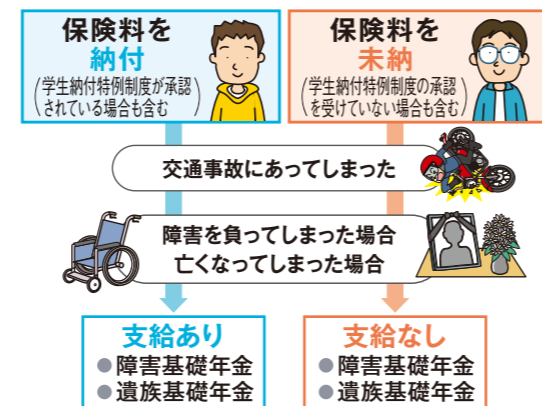 保険料を
納付
(学生納付特例制度が承認
されている場合も含む)
保険料を
未納
(学生納付特例制度の承認
を受けていない場合も含む)
交通事故にあってしまった
障害を負ってしまった場合
亡くなってしまった場合
支給あり
●障害基礎年金
●遺族基礎年金
支給なし
●障害基礎年金
●遺族基礎年金